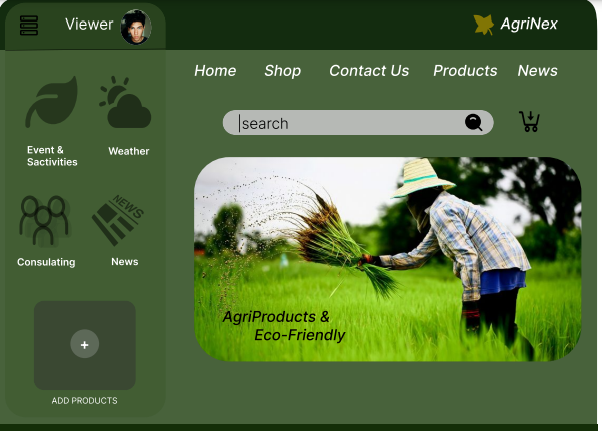 Viewer
AgriNex
Home Shop Contact Us Products News
search
Event &
Sactivities
Weather
NEWS
Consulating
News
AgriProducts &
Eco-Friendly
+
ADD PRODUCTS